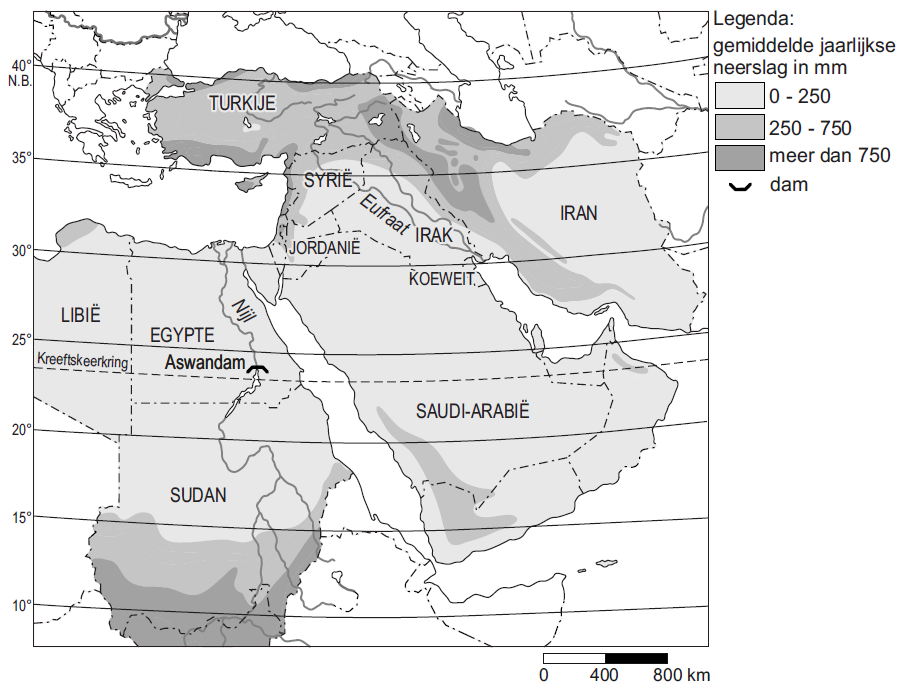 Legenda:
gemiddelde jaarlijkse
neerslag in mm
0 - 250
250 - 750
meer dan 750
dam
40°
N.B.
35°
30°
25°
Kreeftskeerkring
20°
15°
10°
TURKIJE
SYRIË
Eufraat
IRAK
IRAN
JORDANIË
KOEWEIT
LIBIË
EGYPTE
Nijl
Aswandam
SAUDI-ARABIË
SUDAN
0 400 800 km